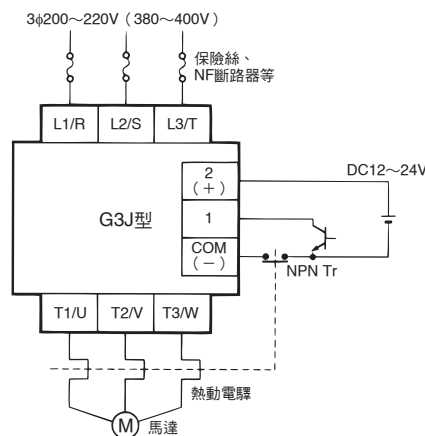 3φ200～220V（380～400V）
保險絲、
NF斷路器等
L1/R
L2/S
L3/T
DC12～24V
2
（+）
G3J型
1
COM
（−）
NPN Tr
T1/U
T2/V
T3/W
熱動電驛
M
馬達